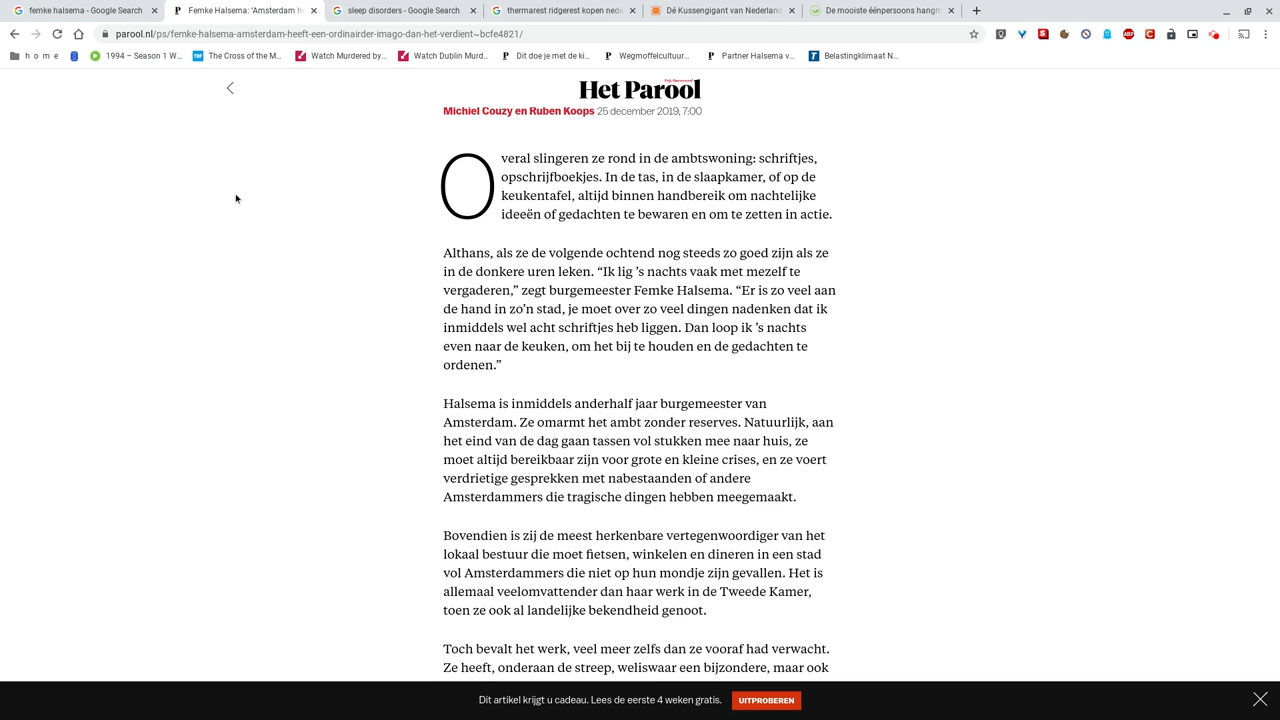 femke halsema - Google Search
Femke Halsema: 'Amsterdam he
sleep disorders - Google Search
thermarest ridgerest kopen nede
Dé Kussengigant van Nederland
De mooiste éénpersoons hangm
parool.nl/ps/femke-halsema-amsterdam-heeft-een-ordinairder-imago-dan-het-verdient~bcfe4821/
h o m e
1994 – Season 1 W...
The Cross of the M...
Watch Murdered by...
Watch Dublin Murd...
Dit doe je met de ki...
Wegmoffelcultuur...
Partner Halsema v...
Belastingklimaat N...
Het Parool
Michiel Couzy en Ruben Koops 25 december 2019, 7:00
Overal slingeren ze rond in de ambtswoning: schriftjes,
opschrijfboekjes. In de tas, in de slaapkamer, of op de
keukentafel, altijd binnen handbereik om nachtelijke
ideeën of gedachten te bewaren en om te zetten in actie.
Althans, als ze de volgende ochtend nog steeds zo goed zijn als ze
in de donkere uren leken. “Ik lig ’s nachts vaak met mezelf te
vergaderen,” zegt burgemeester Femke Halsema. “Er is zo veel aan
de hand in zo’n stad, je moet over zo veel dingen nadenken dat ik
inmiddels wel acht schriftjes heb liggen. Dan loop ik ’s nachts
even naar de keuken, om het bij te houden en de gedachten te
ordenen.”
Halsema is inmiddels anderhalf jaar burgemeester van
Amsterdam. Ze omarmt het ambt zonder reserves. Natuurlijk, aan
het eind van de dag gaan tassen vol stukken mee naar huis, ze
moet altijd bereikbaar zijn voor grote en kleine crises, en ze voert
verdrietige gesprekken met nabestaanden of andere
Amsterdammers die tragische dingen hebben meegemaakt.
Bovendien is zij de meest herkenbare vertegenwoordiger van het
lokaal bestuur die moet fietsen, winkelen en dineren in een stad
vol Amsterdammers die niet op hun mondje zijn gevallen. Het is
allemaal veelomvattender dan haar werk in de Tweede Kamer,
toen ze ook al landelijke bekendheid genoot.
Toch bevalt het werk, veel meer zelfs dan ze vooraf had verwacht.
Ze heeft, onderaan de streep, weliswaar een bijzondere, maar ook
Dit artikel krijgt u cadeau. Lees de eerste 4 weken gratis.
UITPROBEREN